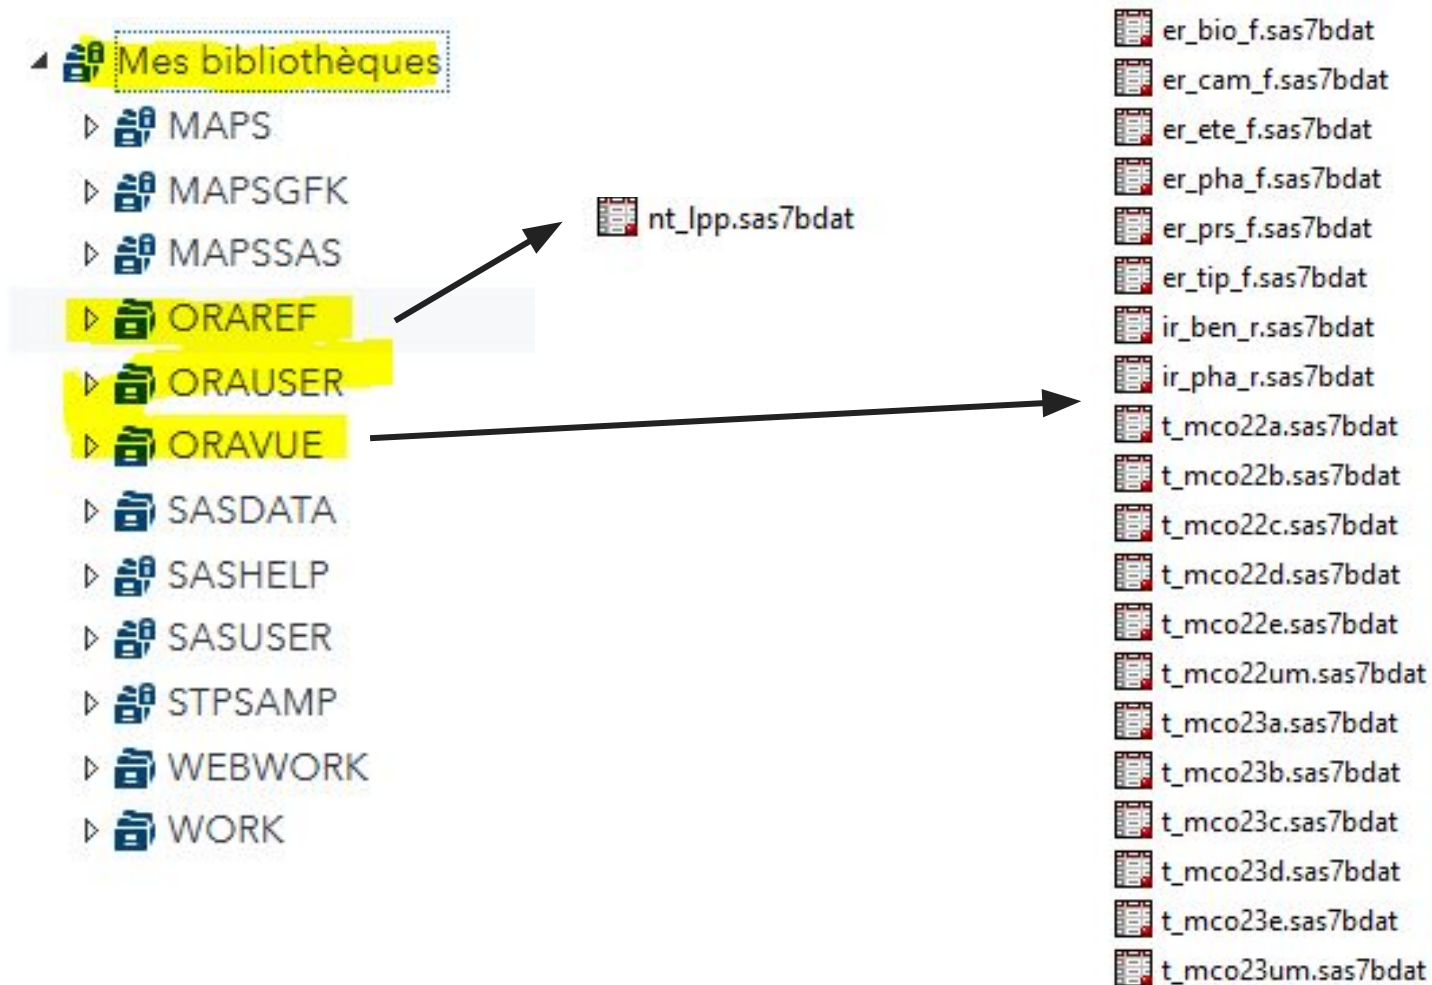 Mes bibliothèques
MAPS
MAPSGFK
MAPSSAS
ORAREF
ORAUSER
ORAVUE
SASDATA
SASHELP
SASUSER
STPSAMP
WEBWORK
WORK
nt_lpp.sas7bdat
er_bio_f.sas7bdat
er_cam_f.sas7bdat
er_ete_f.sas7bdat
er_pha_f.sas7bdat
er_prs_f.sas7bdat
er_tip_f.sas7bdat
ir_ben_r.sas7bdat
ir_pha_r.sas7bdat
t_mco22a.sas7bdat
t_mco22b.sas7bdat
t_mco22c.sas7bdat
t_mco22d.sas7bdat
t_mco22e.sas7bdat
t_mco22um.sas7bdat
t_mco23a.sas7bdat
t_mco23b.sas7bdat
t_mco23c.sas7bdat
t_mco23d.sas7bdat
t_mco23e.sas7bdat
t_mco23um.sas7bdat